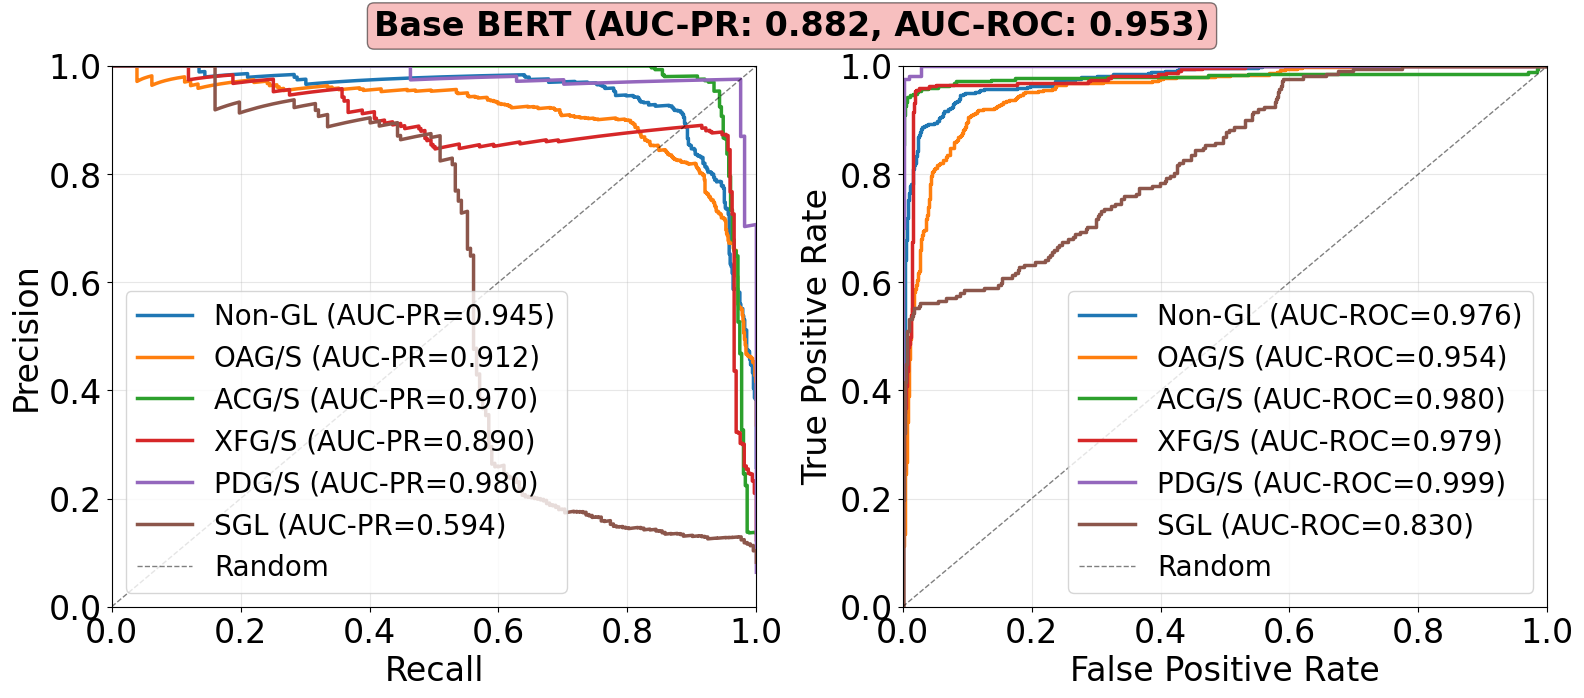 Base BERT (AUC-PR: 0.882, AUC-ROC: 0.953)
Precision
1.0
0.8
0.6
0.4
0.2
0.0
Non-GL (AUC-PR=0.945)
OAG/S (AUC-PR=0.912)
ACG/S (AUC-PR=0.970)
XFG/S (AUC-PR=0.890)
PDG/S (AUC-PR=0.980)
SGL (AUC-PR=0.594)
Random
0.0 0.2 0.4 0.6 0.8 1.0
Recall
True Positive Rate
1.0
0.8
0.6
0.4
0.2
0.0
Non-GL (AUC-ROC=0.976)
OAG/S (AUC-ROC=0.954)
ACG/S (AUC-ROC=0.980)
XFG/S (AUC-ROC=0.979)
PDG/S (AUC-ROC=0.999)
SGL (AUC-ROC=0.830)
Random
0.0 0.2 0.4 0.6 0.8 1.0
False Positive Rate